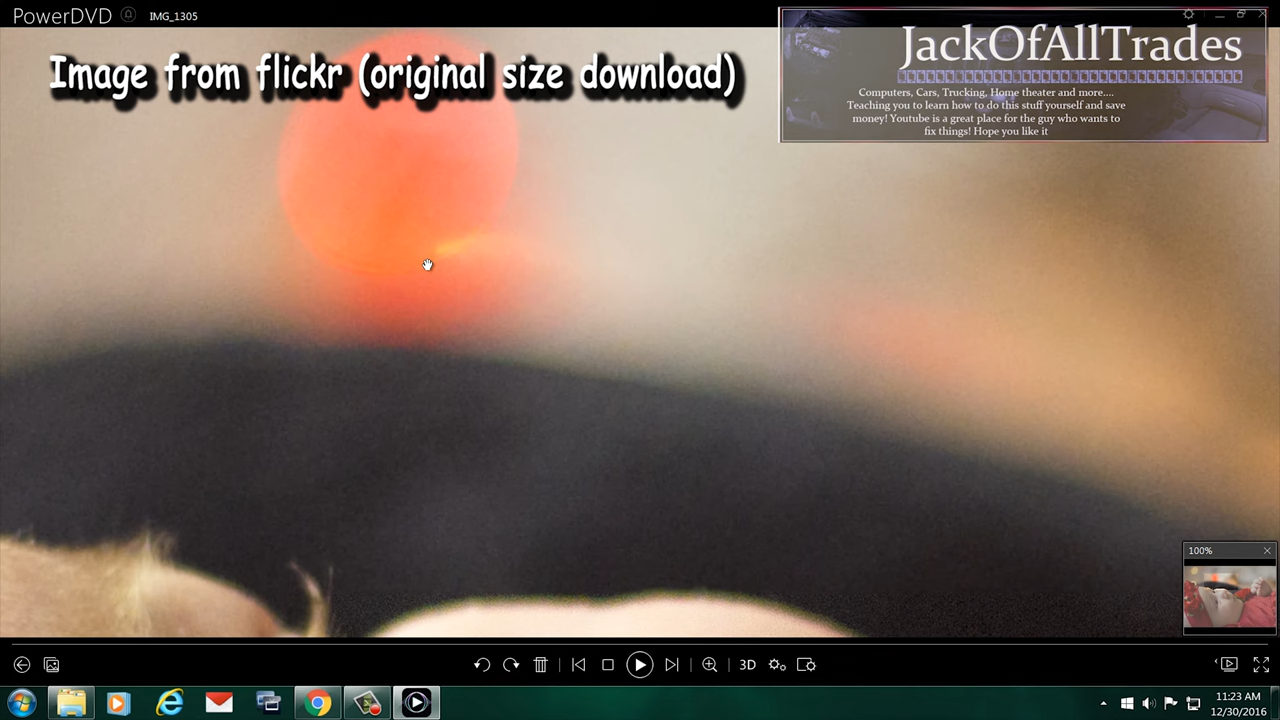 PowerDVD
IMG_1305
Image from flickr (original size download)
JackOfAllTrades
Computers, Cars, Trucking, Home theater and more....
Teaching you to learn how to do this stuff yourself and save
money! Youtube is a great place for the guy who wants to
fix things! Hope you like it
100%
3D
11:23 AM
12/30/2016